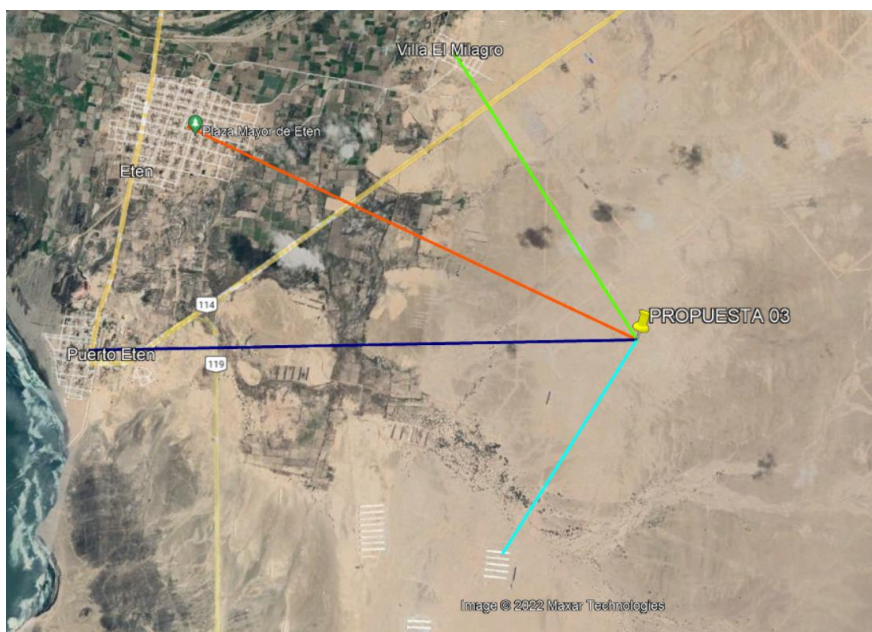 Villa El Milagro
Plaza Mayor de Eten
Eten
114
PROPUESTA 03
Puerto Eten
119
Image © 2022 Maxar Technologies